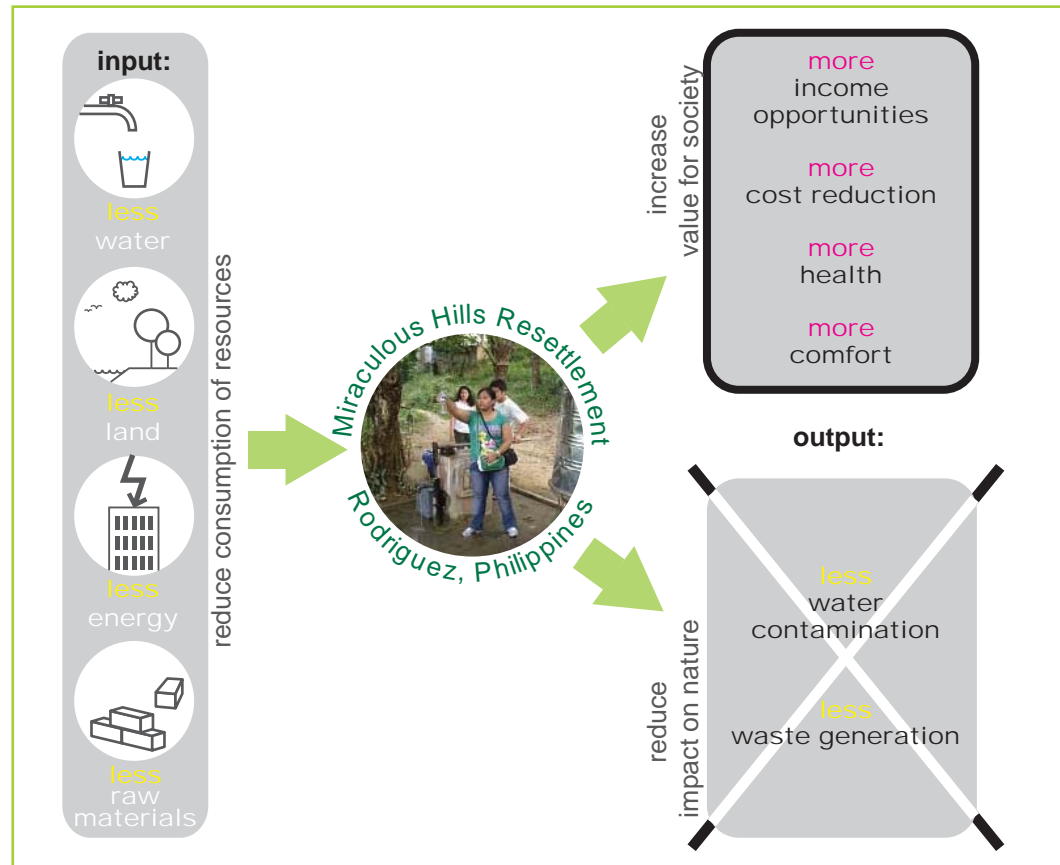 input:
less
water
less
land
less
energy
less
raw
materials
reduce consumption of resources
Miraculous Hills Resettlement
Rodriguez, Philippines
increase
value for society
more
income
opportunities
more
cost reduction
more
health
more
comfort
output:
reduce
impact on nature
less
water
contamination
less
waste generation